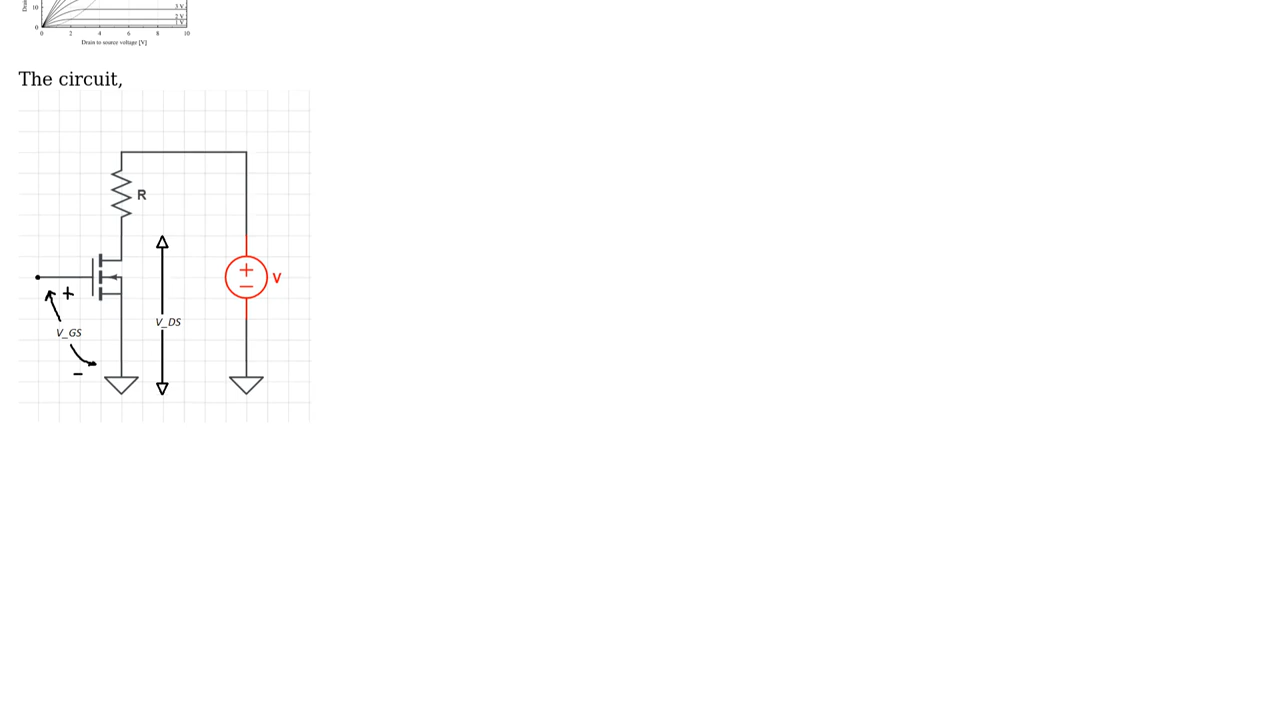 3 V
2 V
1 V
10
0
0 2 4 6 8 10
Drain to source voltage [V]
The circuit,
R
+
V
+
V_GS
V_DS